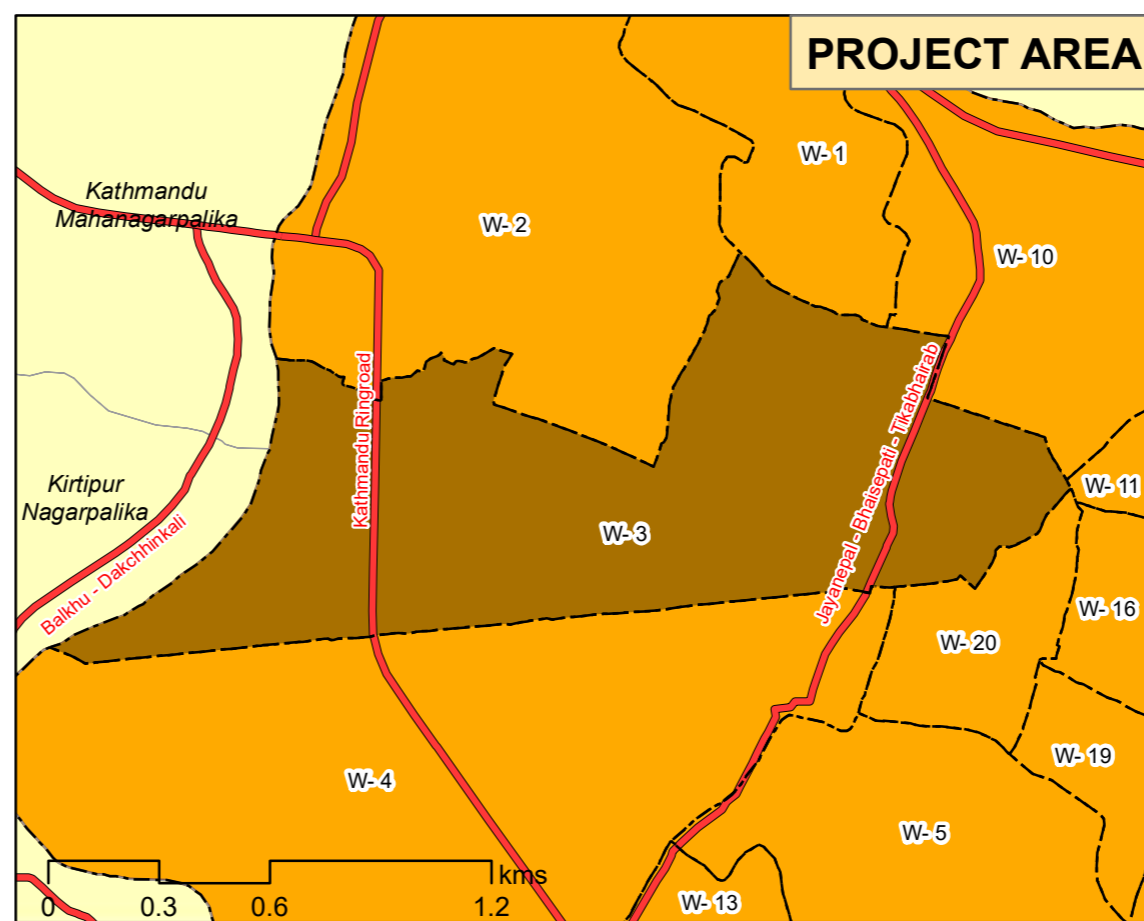 PROJECT AREA
W- 1
Kathmandu
Mahanagarpalika
W- 2
W- 10
Kathmandu Ringroad
Jayanepal - Bhaisepati - Tikabhairab
Kirtipur
Nagarpalika
W- 11
W- 3
Balkhu - Dakchhinkali
W- 16
W- 20
W- 19
W- 4
W- 5
kms
0 0.3 0.6 1.2
W- 13